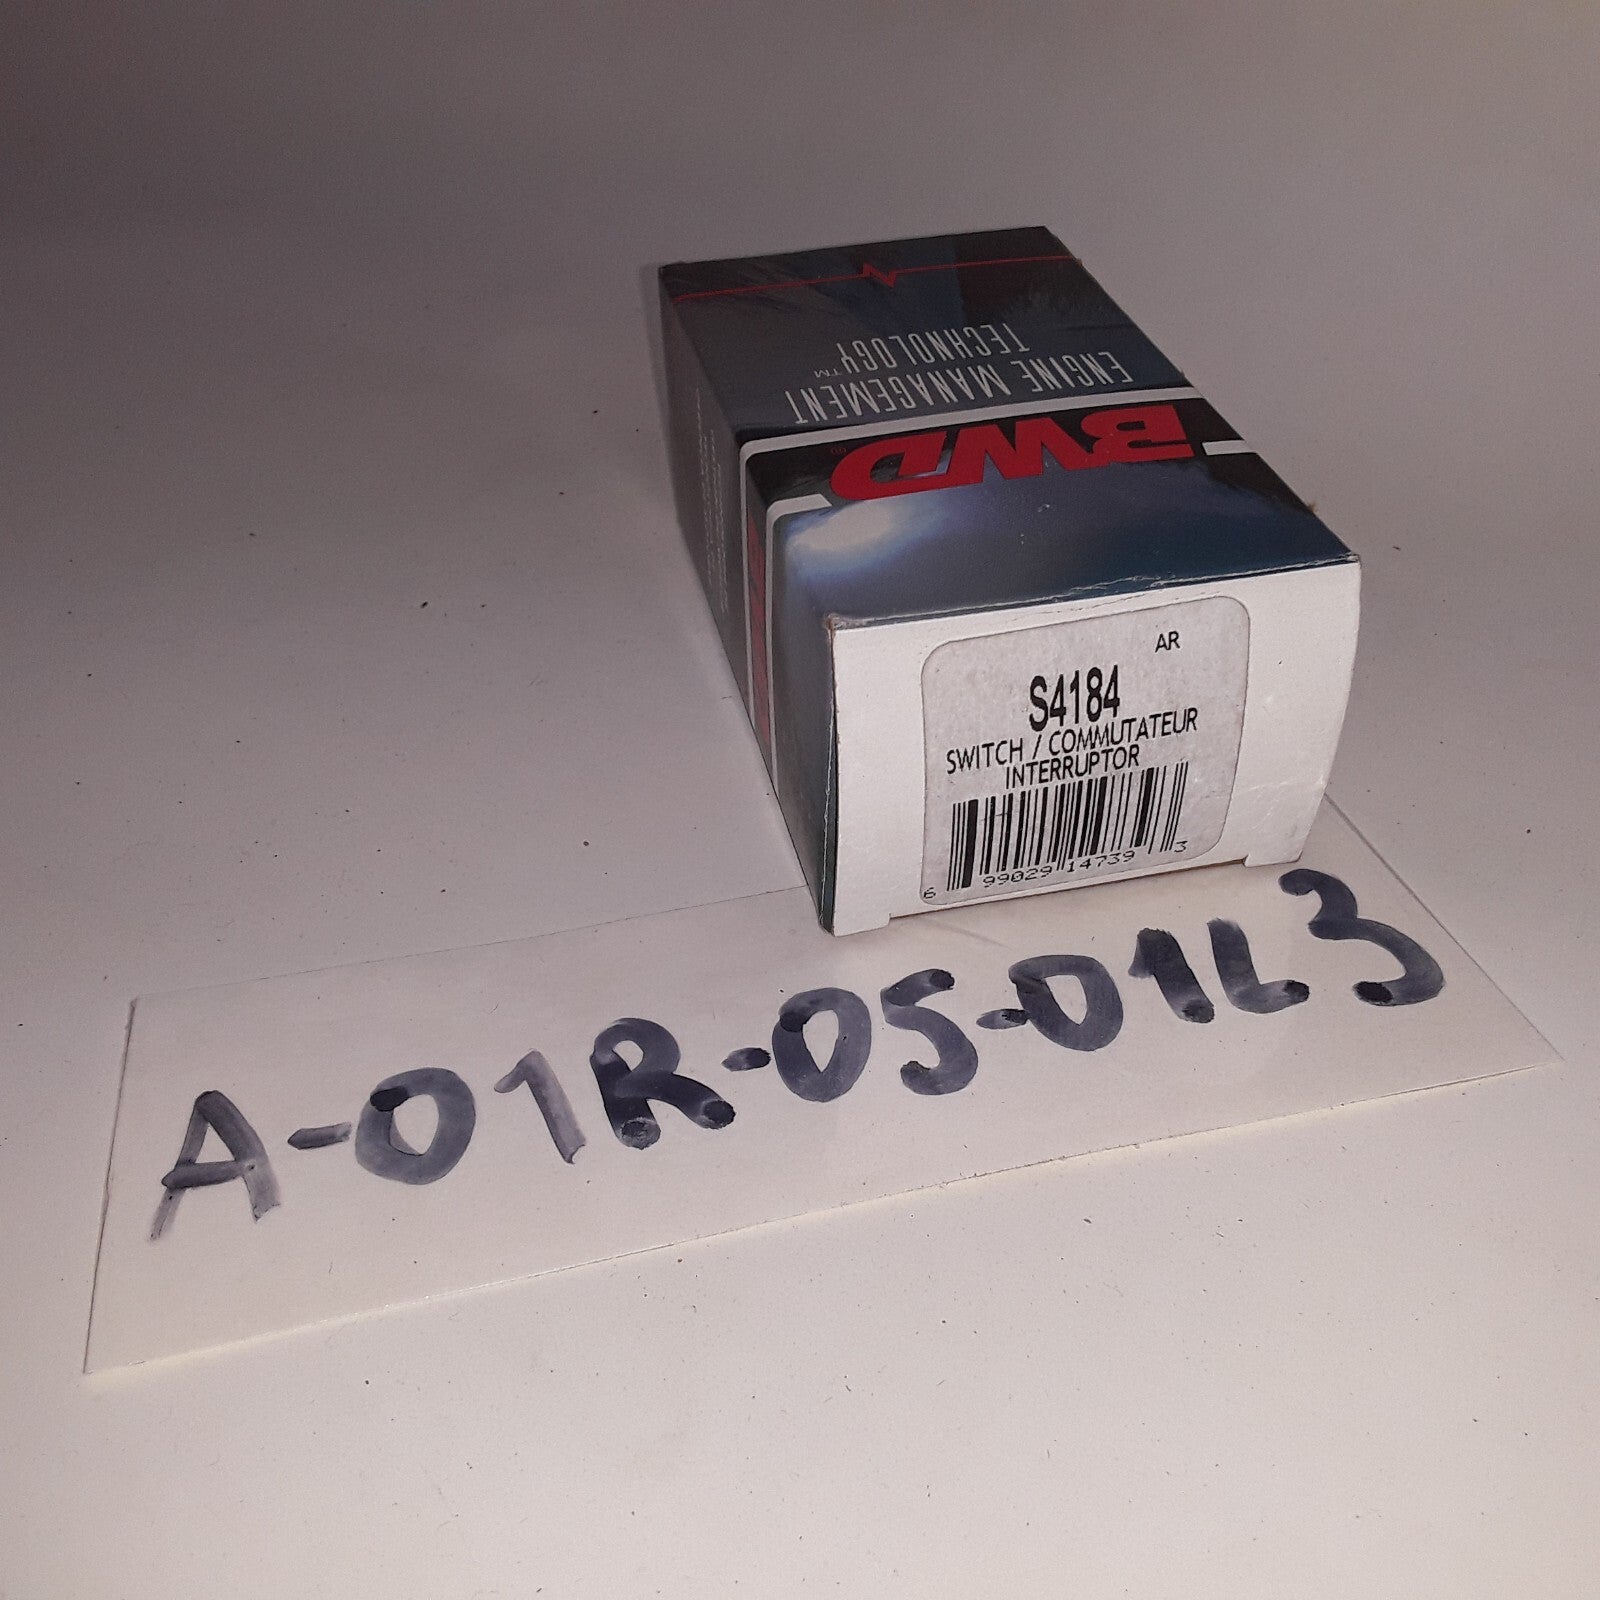 BWD®
ENGINE MANAGEMENT
TECHNOLOGY™
AR
S4184
SWITCH / COMMUTATEUR
INTERRUPTOR
6 99029 14739 3
A-01R-05-01L3